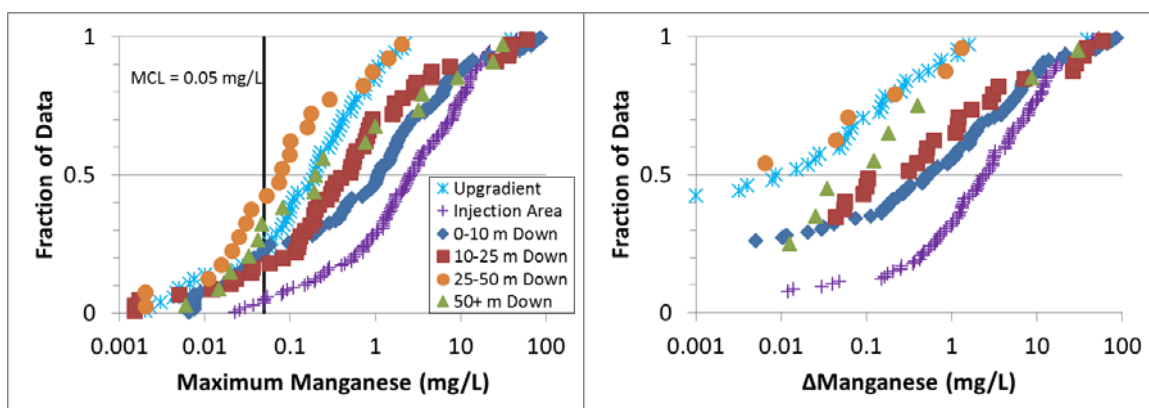 1
0.5
0
Fraction of Data
MCL = 0.05 mg/L
Upgradient
Injection Area
0-10 m Down
10-25 m Down
25-50 m Down
50+ m Down
0.001 0.01 0.1 1 10 100
Maximum Manganese (mg/L)
1
0.5
0
Fraction of Data
0.001 0.01 0.1 1 10 100
ΔManganese (mg/L)